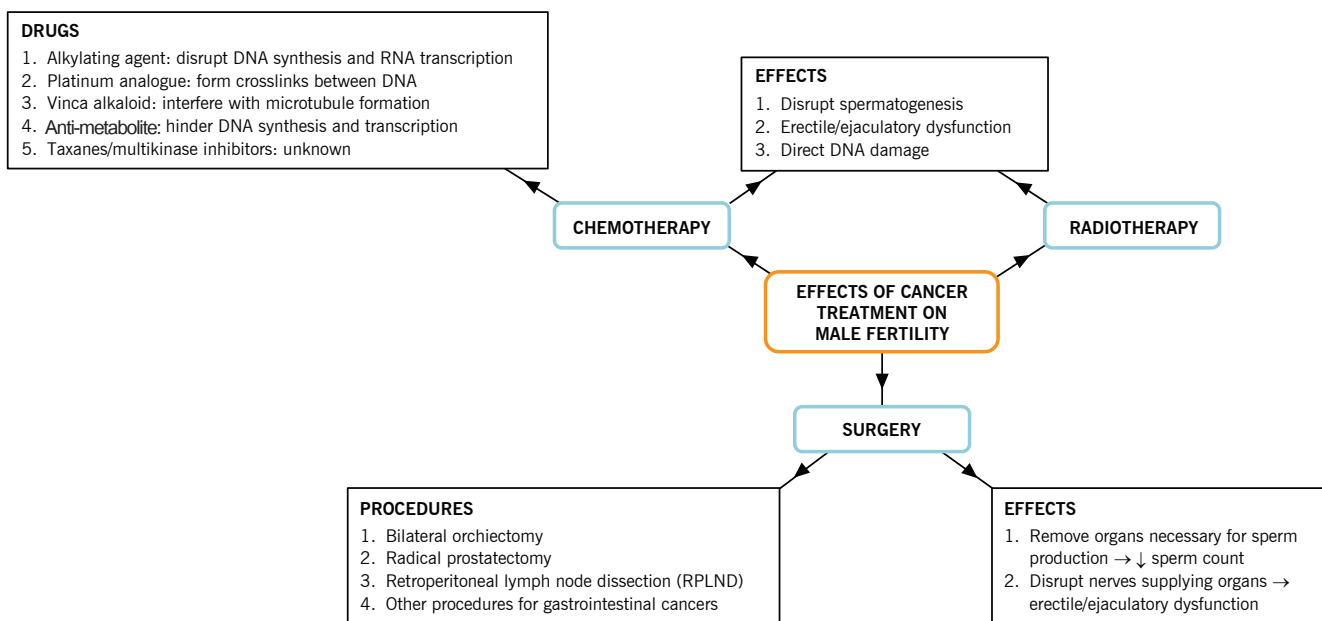 DRUGS
1. Alkylating agent: disrupt DNA synthesis and RNA transcription
2. Platinum analogue: form crosslinks between DNA
3. Vinca alkaloid: interfere with microtubule formation
4. Anti-metabolite: hinder DNA synthesis and transcription
5. Taxanes/multikinase inhibitors: unknown
EFFECTS
1. Disrupt spermatogenesis
2. Erectile/ejaculatory dysfunction
3. Direct DNA damage
CHEMOTHERAPY
RADIOTHERAPY
EFFECTS OF CANCER
TREATMENT ON
MALE FERTILITY
SURGERY
PROCEDURES
1. Bilateral orchiectomy
2. Radical prostatectomy
3. Retroperitoneal lymph node dissection (RPLND)
4. Other procedures for gastrointestinal cancers
EFFECTS
1. Remove organs necessary for sperm
production → ↓ sperm count
2. Disrupt nerves supplying organs →
erectile/ejaculatory dysfunction